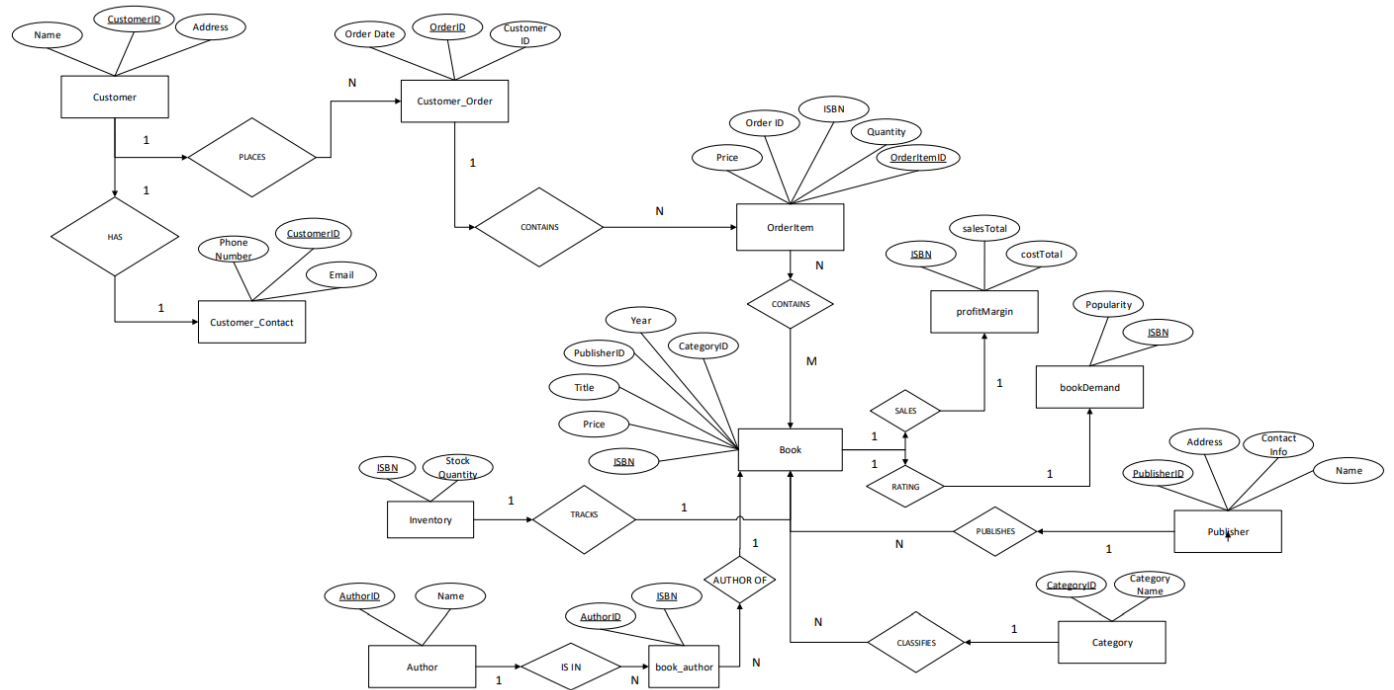 CustomerID
Name
Address
Customer
1
PLACES
N
1
HAS
Order Date
OrderID
Customer
ID
Customer_Order
1
CONTAINS
N
Phone
Number
CustomerID
Email
1
Customer_Contact
Order ID
ISBN
Quantity
Price
OrderItemID
OrderItem
N
CONTAINS
M
salesTotal
ISBN
costTotal
profitMargin
1
Popularity
ISBN
bookDemand
1
Year
PublisherID
CategoryID
Title
Price
ISBN
Book
1
SALES
1
RATING
Address
Contact
Info
PublisherID
Name
Publisher
1
PUBLISHES
N
ISBN
Stock
Quantity
Inventory
1
TRACKS
1
1
AUTHOR OF
N
AuthorID
Name
Author
1
IS IN
N
ISBN
AuthorID
book_author
CategoryID
Category
Name
Category
1
CLASSIFIES
N